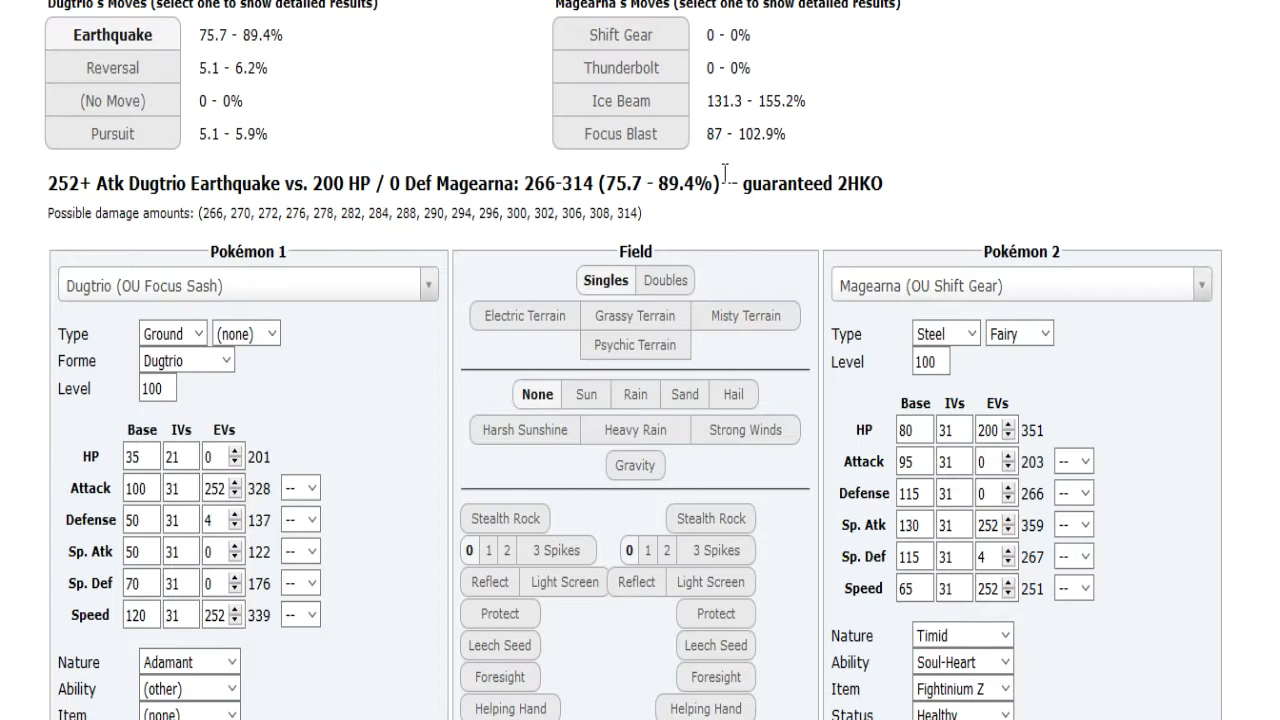 Dugtrio's Moves (select one to show detailed results)
Magearna's Moves (select one to show detailed results)
Earthquake 75.7 - 89.4%
Shift Gear 0 - 0%
Reversal 5.1 - 6.2%
Thunderbolt 0 - 0%
(No Move) 0 - 0%
Ice Beam 131.3 - 155.2%
Pursuit 5.1 - 5.9%
Focus Blast 87 - 102.9%
252+ Atk Dugtrio Earthquake vs. 200 HP / 0 Def Magearna: 266-314 (75.7 - 89.4%) -- guaranteed 2HKO
Possible damage amounts: (266, 270, 272, 276, 278, 282, 284, 288, 290, 294, 296, 300, 302, 306, 308, 314)
Pokémon 1
Dugtrio (OU Focus Sash)
Type Ground (none)
Forme Dugtrio
Level 100
Base IVs EVs
HP 35 21 0 201
Attack 100 31 252 328 --
Defense 50 31 4 137 --
Sp. Atk 50 31 0 122 --
Sp. Def 70 31 0 176 --
Speed 120 31 252 339 --
Nature Adamant
Ability (other)
Item (none)
Field
Singles Doubles
Electric Terrain Grassy Terrain Misty Terrain
Psychic Terrain
None Sun Rain Sand Hail
Harsh Sunshine Heavy Rain Strong Winds
Gravity
Stealth Rock Stealth Rock
0 1 2 3 Spikes 0 1 2 3 Spikes
Reflect Light Screen Reflect Light Screen
Protect Protect
Leech Seed Leech Seed
Foresight Foresight
Helping Hand Helping Hand
Pokémon 2
Magearna (OU Shift Gear)
Type Steel Fairy
Level 100
Base IVs EVs
HP 80 31 200 351
Attack 95 31 0 203 --
Defense 115 31 0 266 --
Sp. Atk 130 31 252 359 --
Sp. Def 115 31 4 267 --
Speed 65 31 252 251 --
Nature Timid
Ability Soul-Heart
Item Fightinium Z
Status Healthy